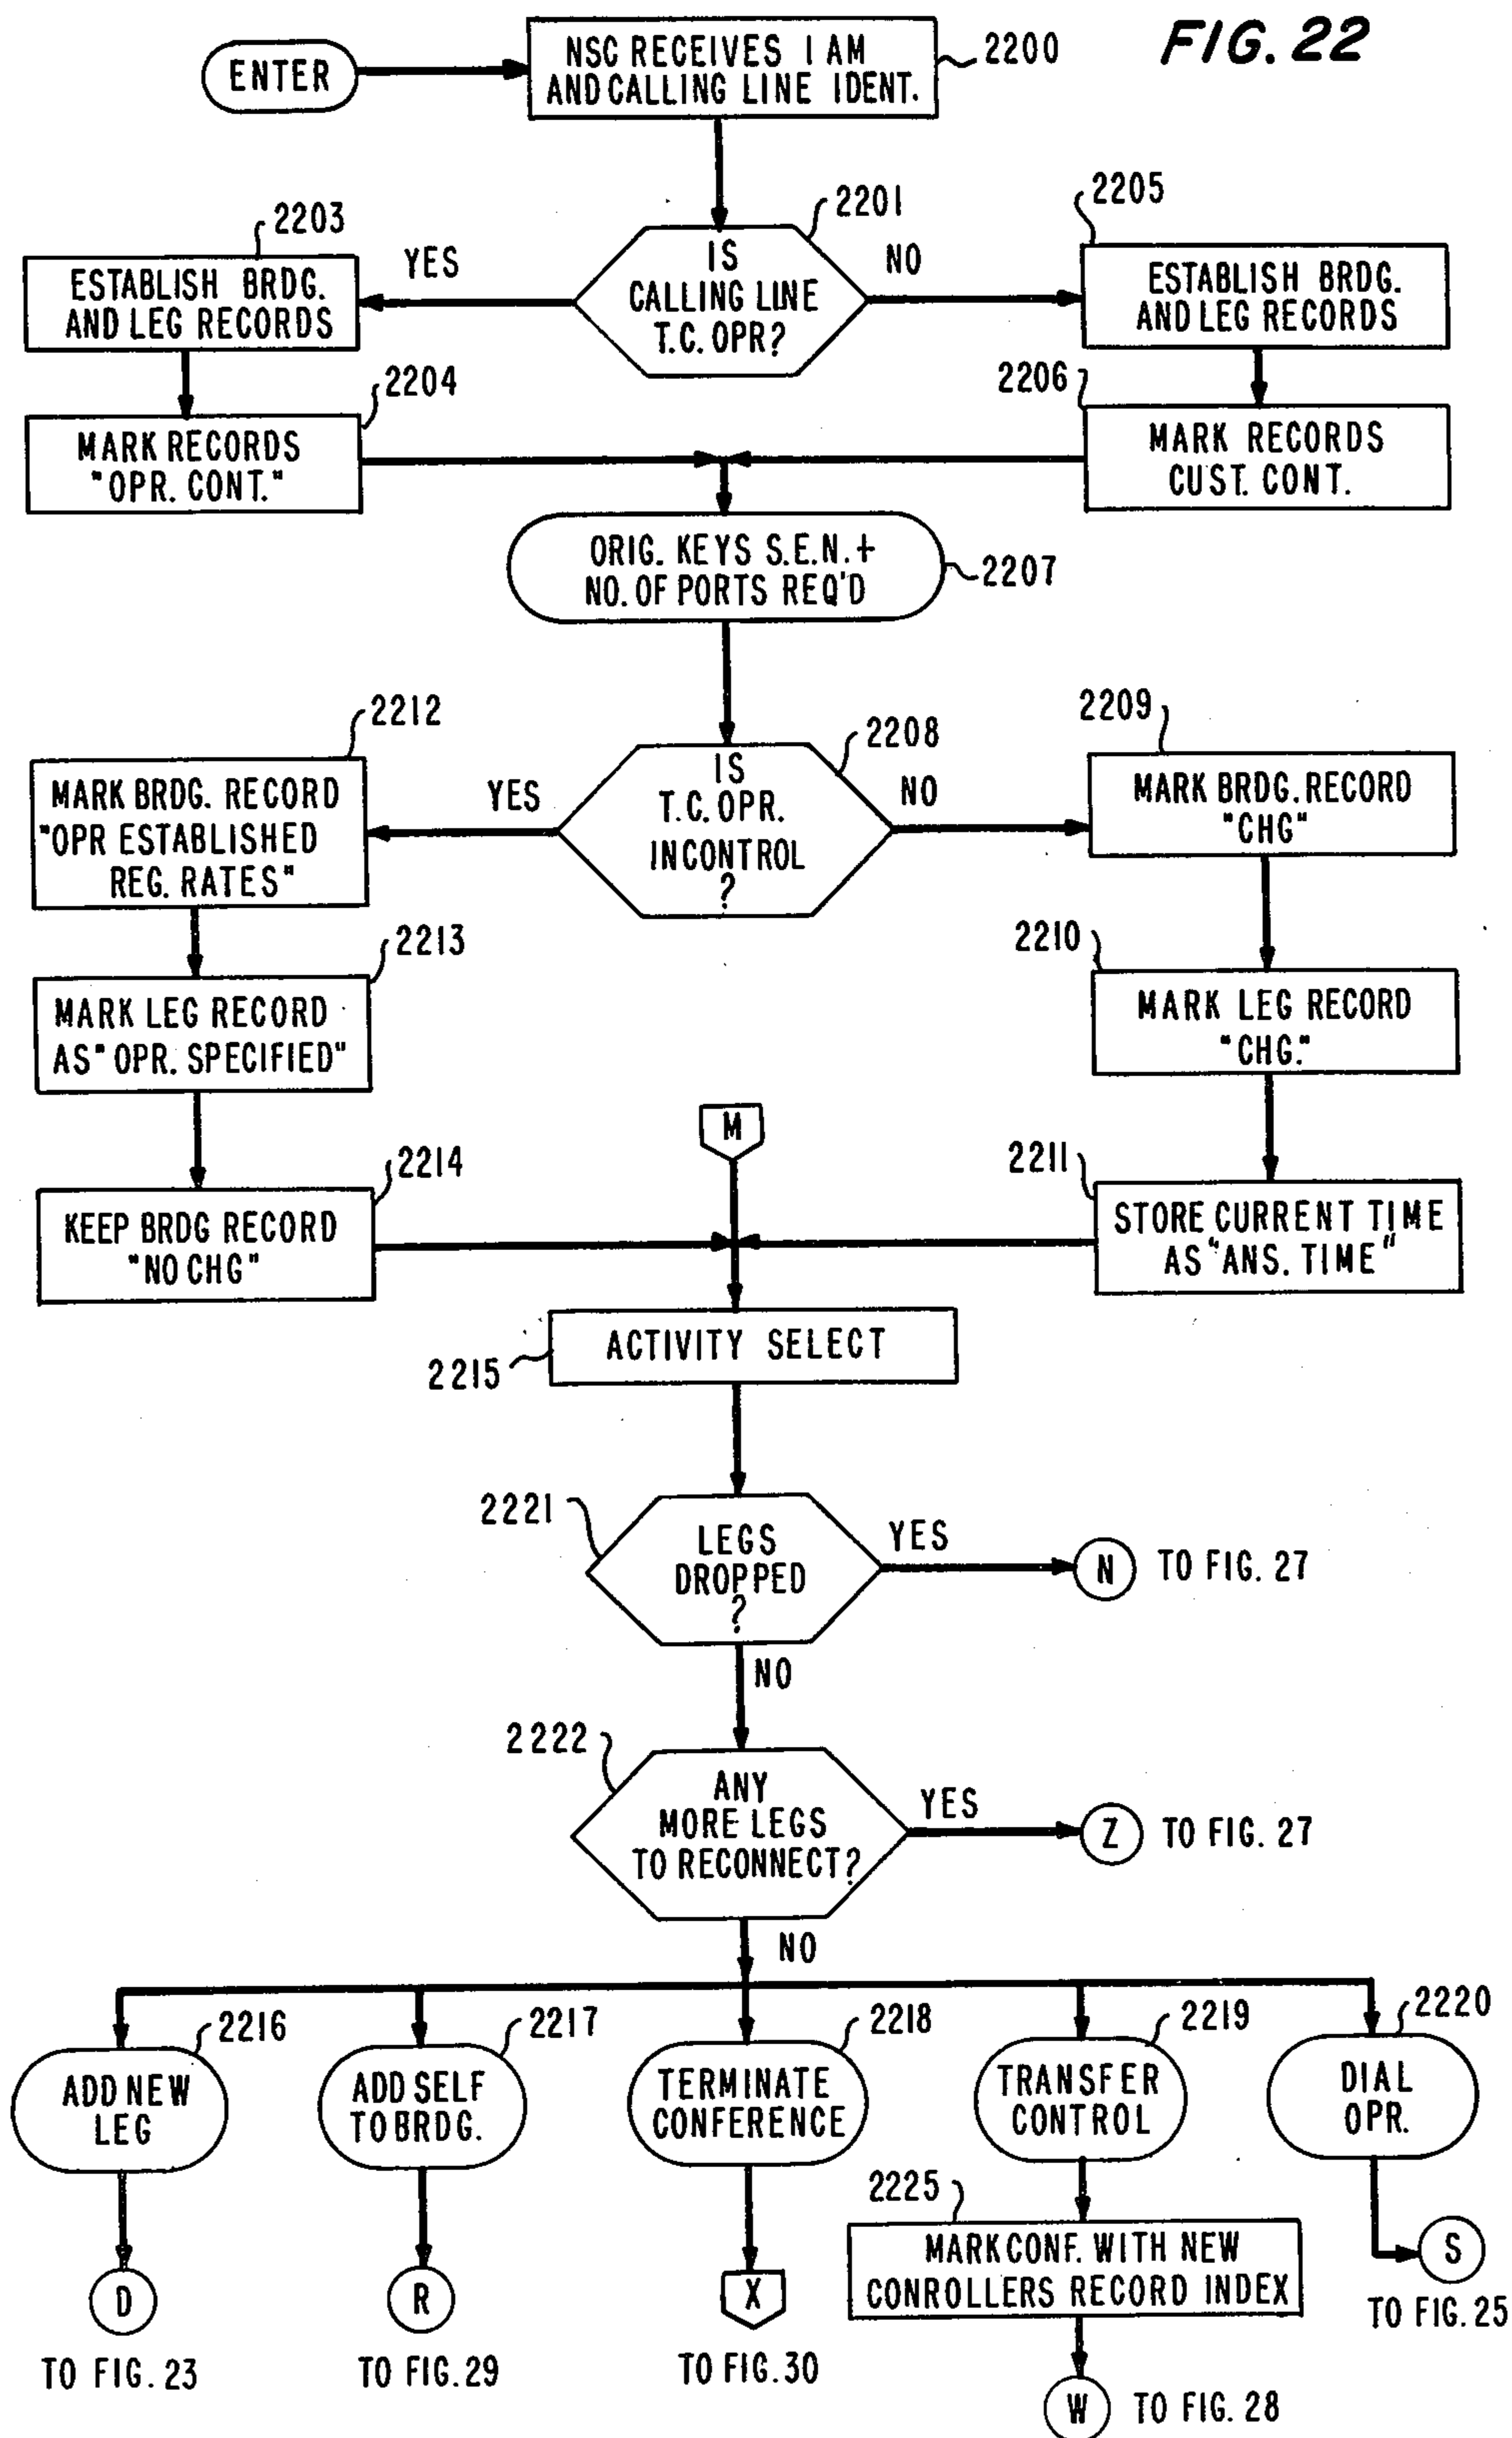 FIG. 22
ENTER
NSC RECEIVES I AM
AND CALLING LINE IDENT.
2200
2201
IS
CALLING LINE
T.C. OPR?
YES
NO
2203
ESTABLISH BRDG.
AND LEG RECORDS
2205
ESTABLISH BRDG.
AND LEG RECORDS
2204
MARK RECORDS
"OPR. CONT."
2206
MARK RECORDS
CUST. CONT.
ORIG. KEYS S.E.N.+
NO. OF PORTS REQ'D
2207
2208
IS
T.C. OPR.
IN CONTROL
?
YES
NO
2212
MARK BRDG. RECORD
"OPR ESTABLISHED
REG. RATES"
2209
MARK BRDG. RECORD
"CHG"
2213
MARK LEG RECORD
AS "OPR. SPECIFIED"
2210
MARK LEG RECORD
"CHG."
M
2214
KEEP BRDG RECORD
"NO CHG"
2211
STORE CURRENT TIME
AS "ANS. TIME"
ACTIVITY SELECT
2215
2221
LEGS
DROPPED
?
YES
N TO FIG. 27
NO
2222
ANY
MORE LEGS
TO RECONNECT?
YES
Z TO FIG. 27
NO
2216
ADD NEW
LEG
D
TO FIG. 23
2217
ADD SELF
TO BRDG.
R
TO FIG. 29
2218
TERMINATE
CONFERENCE
X
TO FIG. 30
2219
TRANSFER
CONTROL
2225
MARK CONF. WITH NEW
CONROLLERS RECORD INDEX
W TO FIG. 28
2220
DIAL
OPR.
S
TO FIG. 25